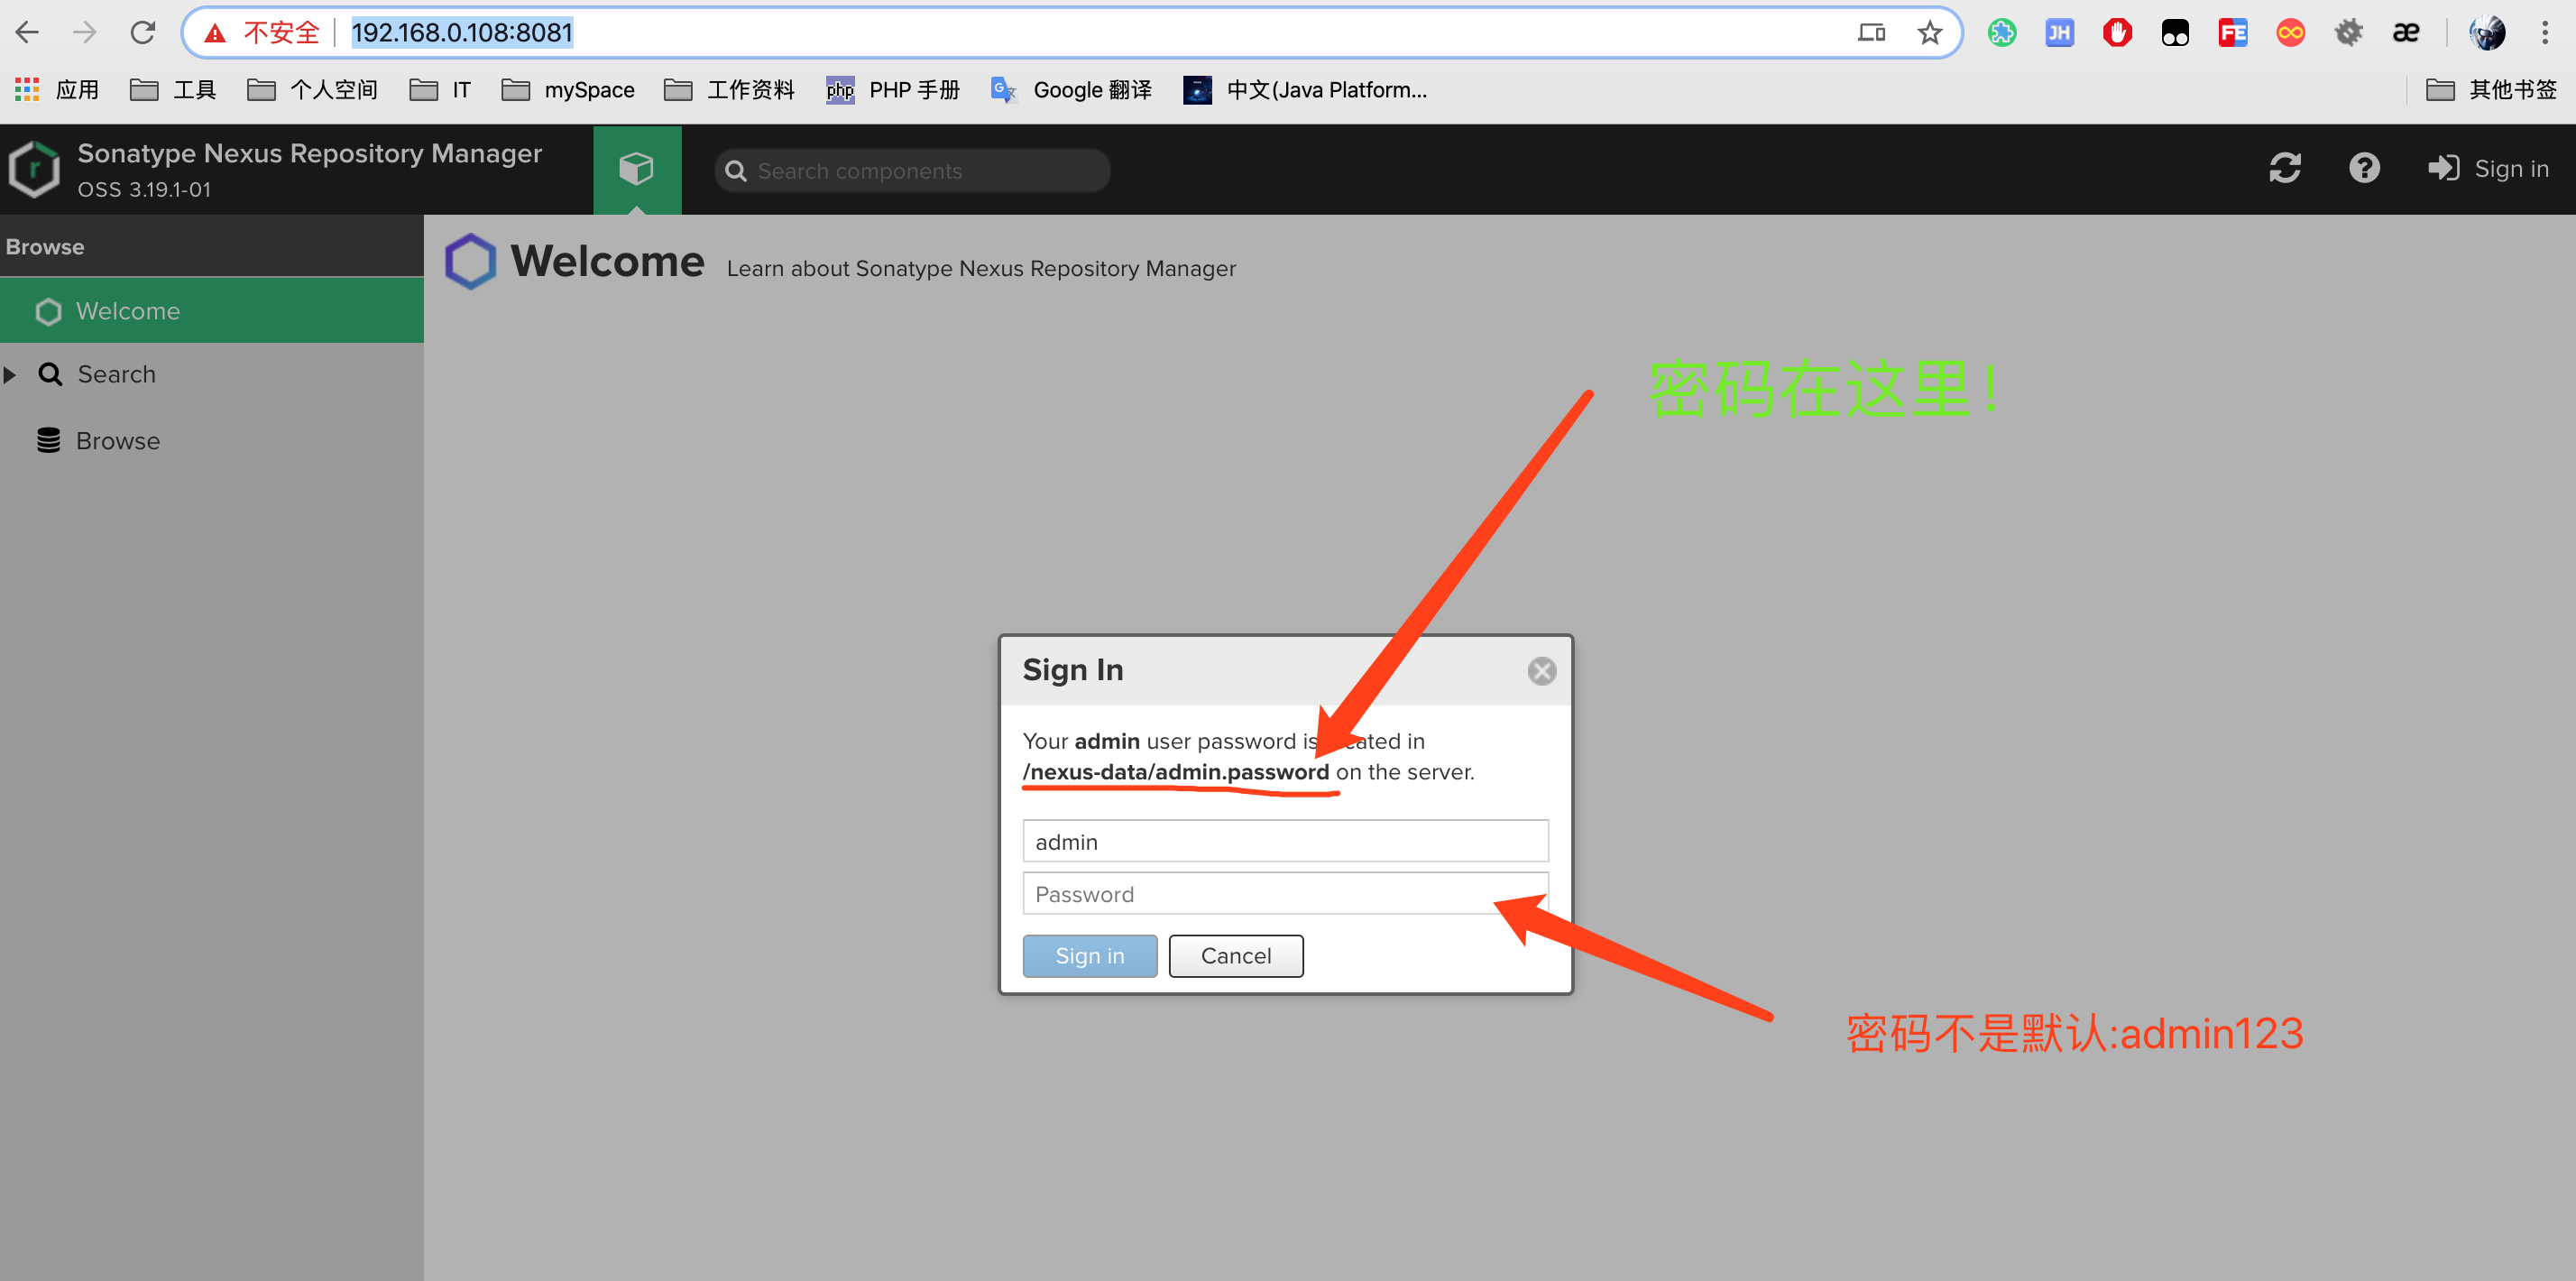 不安全 192.168.0.108:8081
JH FE æ
应用 工具 个人空间 IT mySpace 工作资料 php PHP 手册 Google 翻译 中文(Java Platform... 其他书签
Sonatype Nexus Repository Manager
OSS 3.19.1-01
Search components
Sign in
Browse
Welcome
Search
Browse
Welcome Learn about Sonatype Nexus Repository Manager
密码在这里!
Sign In
Your admin user password is located in
/nexus-data/admin.password on the server.
admin
Password
Sign in Cancel
密码不是默认:admin123